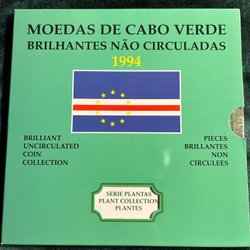 MOEDAS DE CABO VERDE
BRILHANTES NÃO CIRCULADAS
1994
BRILLIANT
UNCIRCULATED
COIN
COLLECTION
PIECES
BRILLANTES
NON
CIRCULEES
SERIE PLANTAS
PLANT COLLECTION
PLANTES